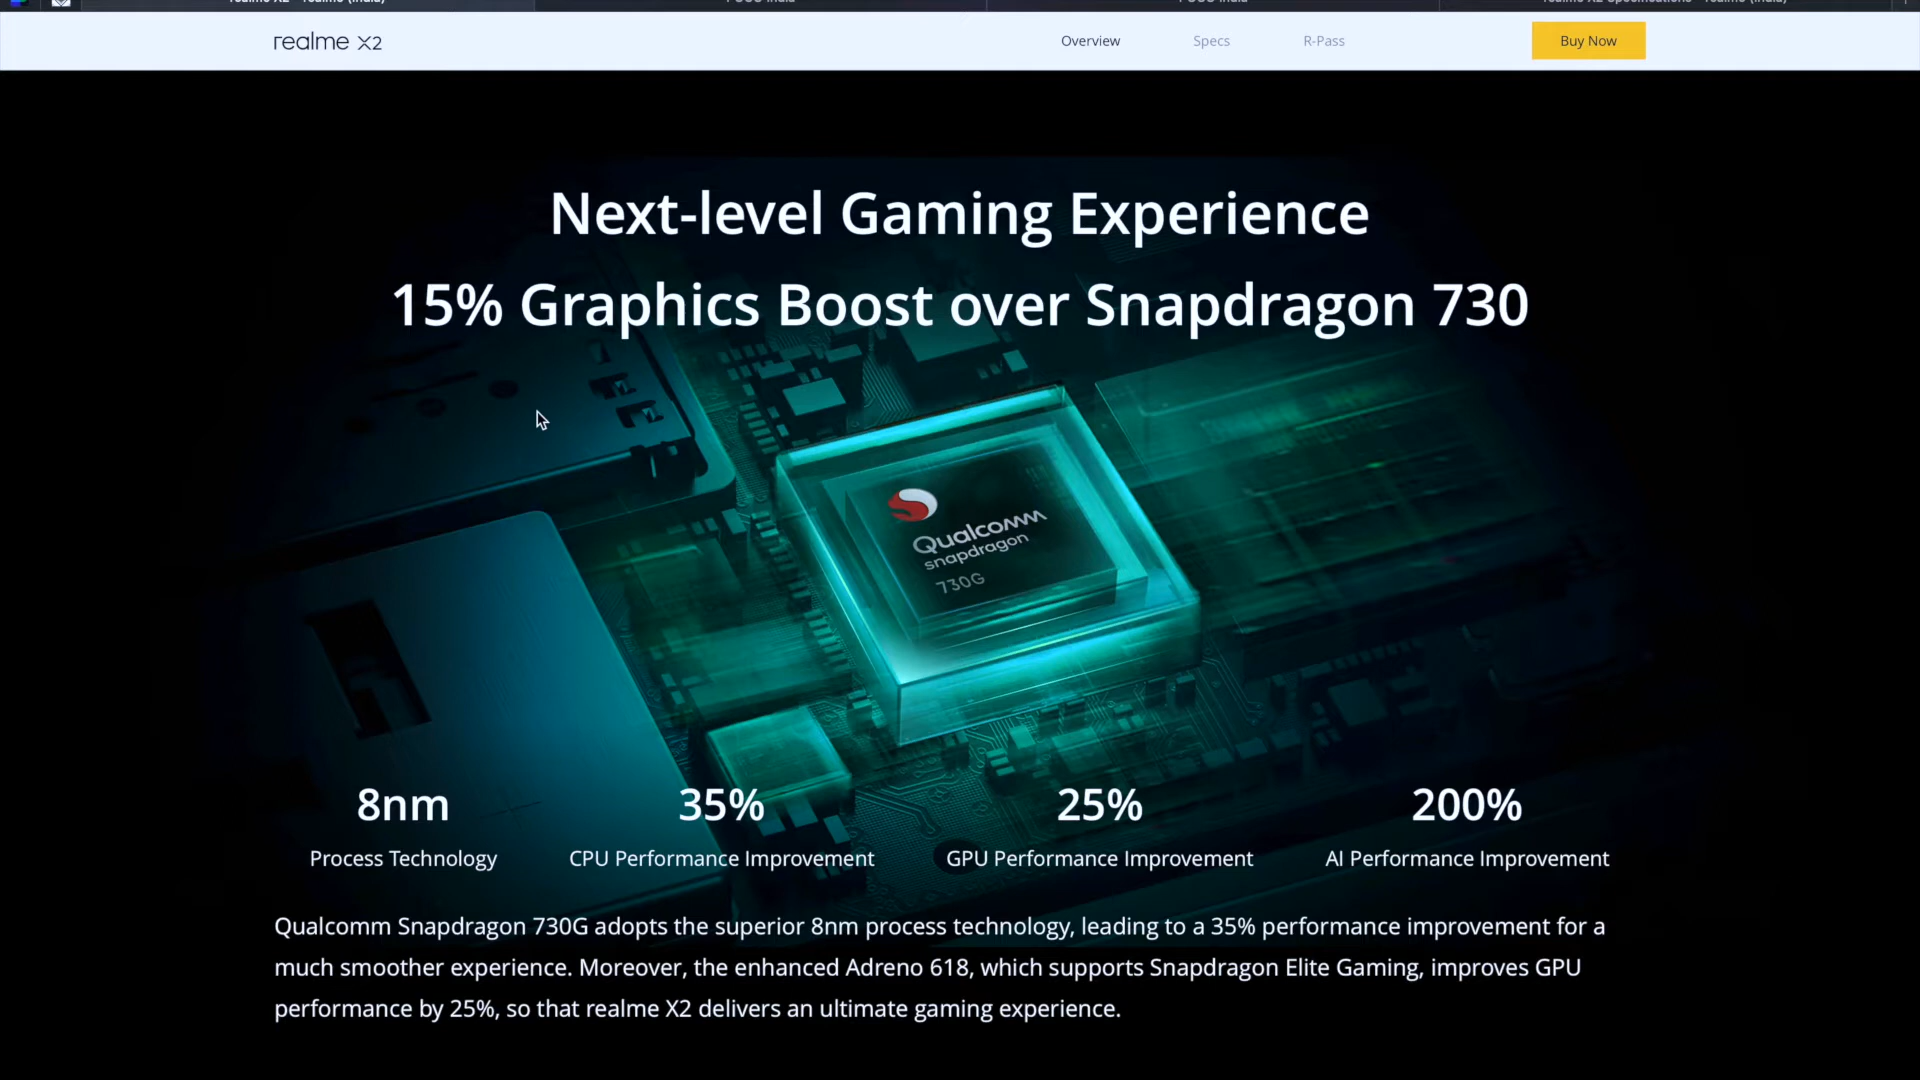 realme X2
Overview
Specs
R-Pass
Buy Now
Next-level Gaming Experience
15% Graphics Boost over Snapdragon 730
Qualcomm
snapdragon
730G
8nm
Process Technology
35%
CPU Performance Improvement
25%
GPU Performance Improvement
200%
AI Performance Improvement
Qualcomm Snapdragon 730G adopts the superior 8nm process technology, leading to a 35% performance improvement for a
much smoother experience. Moreover, the enhanced Adreno 618, which supports Snapdragon Elite Gaming, improves GPU
performance by 25%, so that realme X2 delivers an ultimate gaming experience.